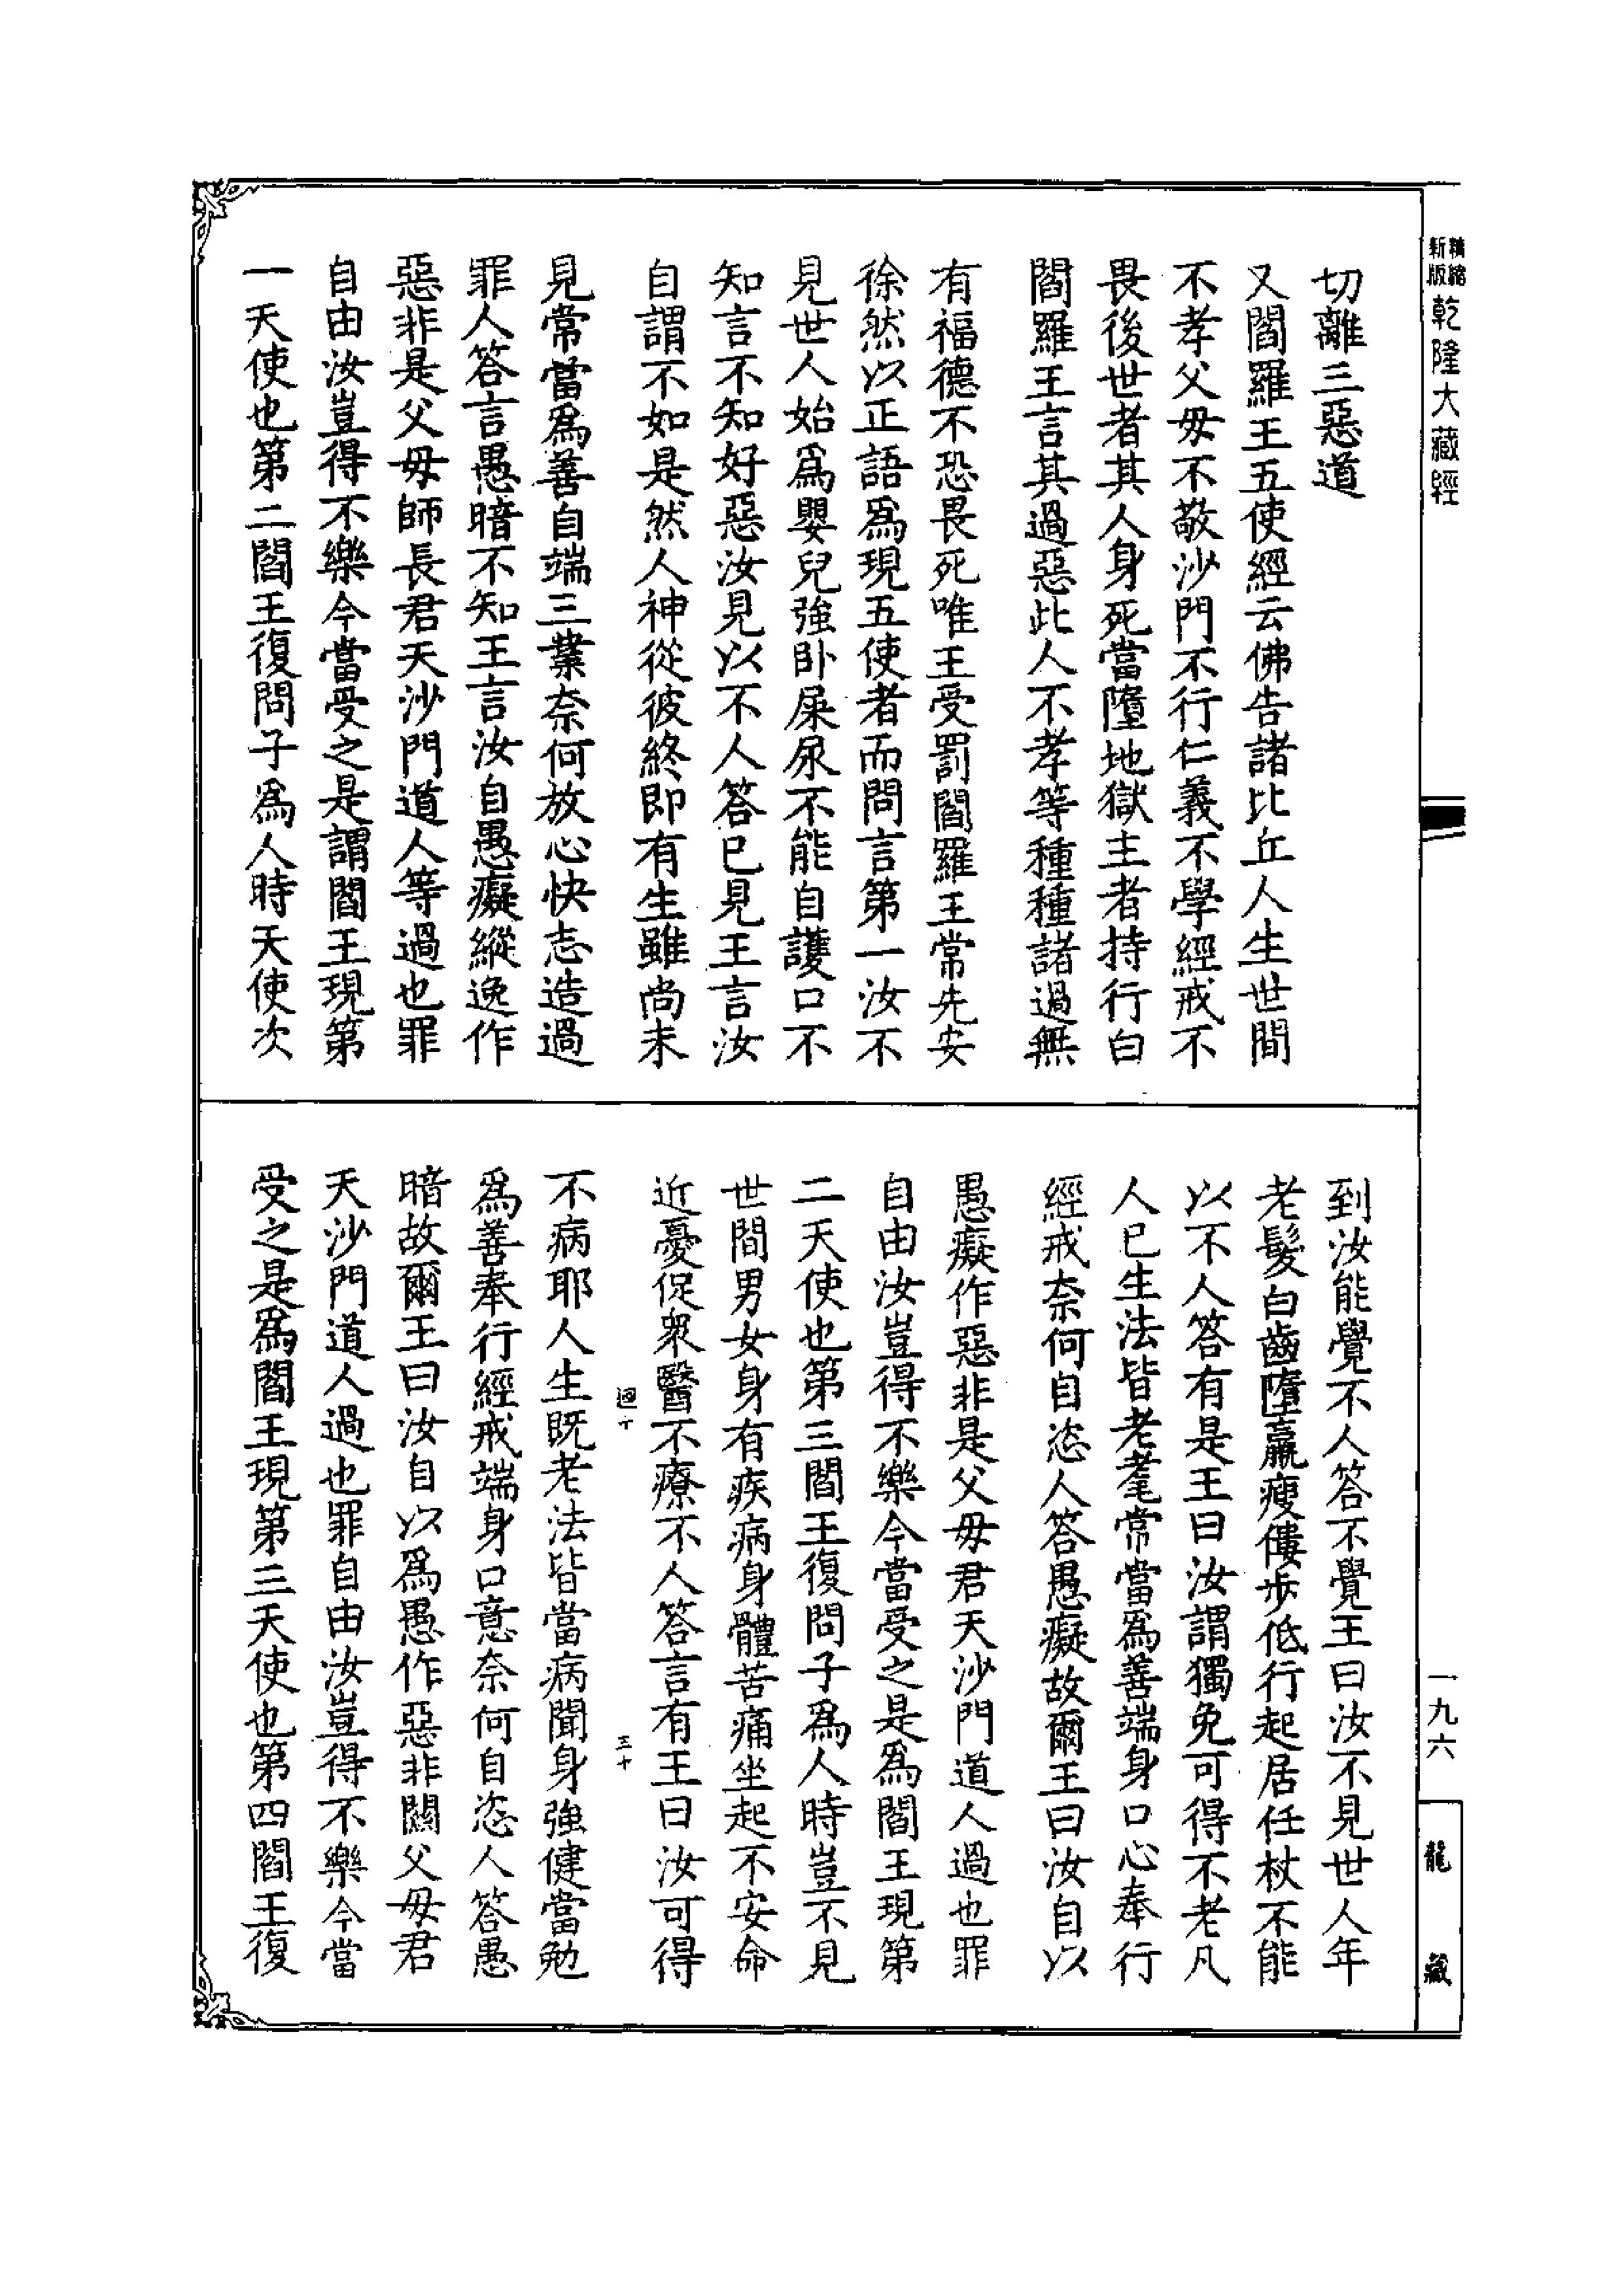 精縮
新版
乾隆大藏經
切離三惡道
又閻羅王五使經云佛告諸比丘人生世間
不孝父毋不敬沙門不行仁義不學經戒不
畏後世者其人身死當墮地獄主者持行白
閻羅王言其過惡此人不孝等種種諸過無
有福德不恐畏死唯王受罰閻羅王常先安
徐然以正語爲現五使者而問言第一汝不
見世人始爲嬰兒強卧屎尿不能自護口不
知言不知好惡汝見以不人答已見王言汝
自謂不如是然人神從彼終即有生雖尚未
見常當爲善自端三業奈何放心快志造過
罪人答言愚暗不知王言汝自愚癡縱逸作
惡非是父毋師長君天沙門道人等過也罪
自由汝豈得不樂今當受之是謂閻王現第
一天使也第二閻王復問子爲人時天使次
到汝能覺不人答不覺王曰汝不見世人年
老髮白齒墮羸瘦僂步低行起居任杖不能
以不人答有是王曰汝謂獨免可得不老凡
人已生法皆老耄常當爲善端身口心奉行
經戒奈何自恣人答愚癡故爾王曰汝自以
愚癡作惡非是父毋君天沙門道人過也罪
自由汝豈得不樂今當受之是爲閻王現第
二天使也第三閻王復問子爲人時豈不見
世間男女身有疾病身體苦痛坐起不安命
近憂促衆醫不療不人答言有王曰汝可得
三十
不病耶人生既老法皆當病聞身強健當勉
爲善奉行經戒端身口意奈何自恣人答愚
暗故爾王曰汝自以爲愚作惡非關父毋君
天沙門道人過也罪自由汝豈得不樂今當
受之是爲閻王現第三天使也第四閻王復
一九六
龍藏